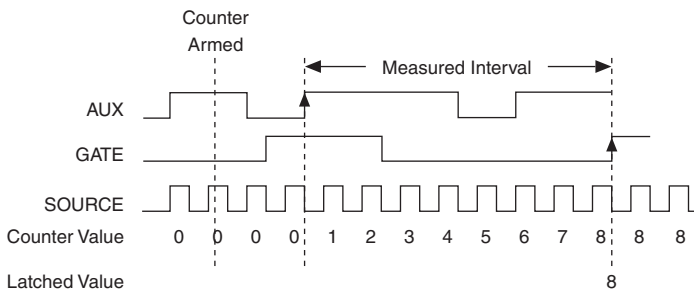 Counter
Armed
Measured Interval
AUX
GATE
SOURCE
Counter Value 0 0 0 0 1 2 3 4 5 6 7 8 8 8
Latched Value 8